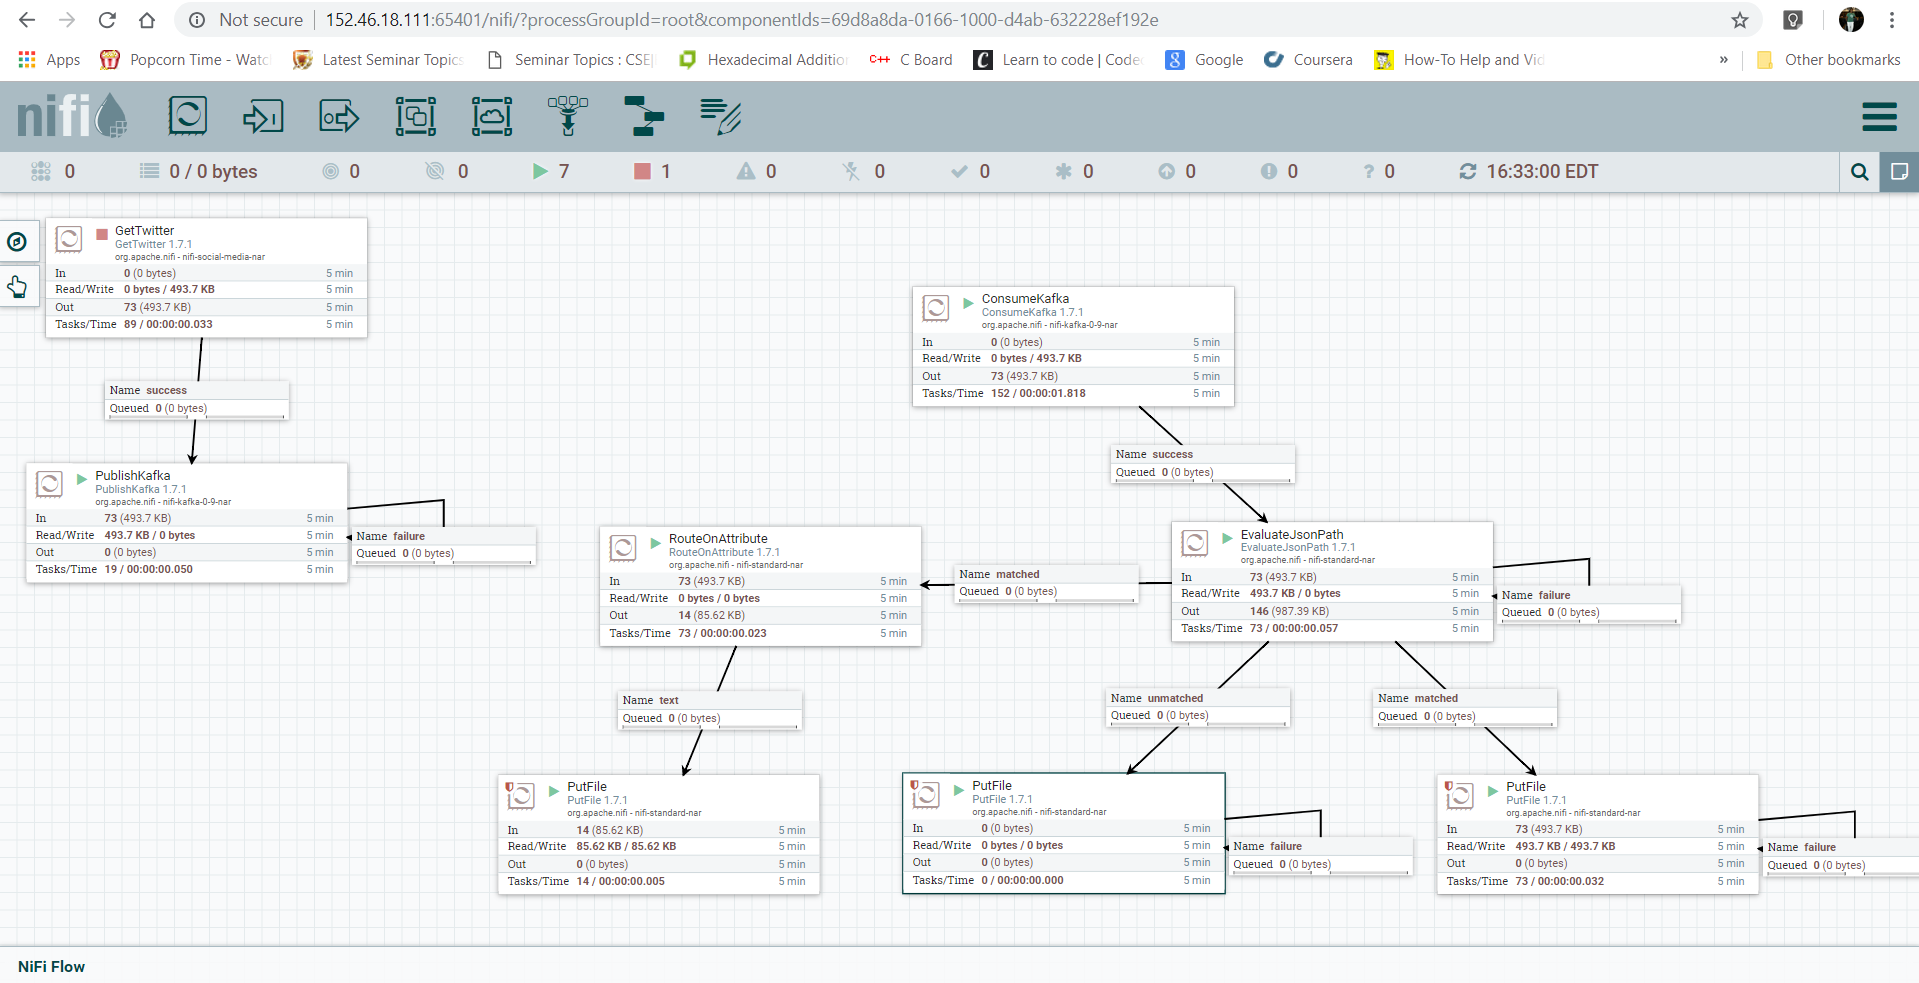 Not secure | 152.46.18.111:65401/nifi/?processGroupId=root&componentIds=69d8a8da-0166-1000-d4ab-632228ef192e
Apps Popcorn Time - Watc Latest Seminar Topics Seminar Topics : CSE Hexadecimal Additio C++ C Board Learn to code | Code Google Coursera How-To Help and Vid » Other bookmarks
nifi
0 0 / 0 bytes 0 0 7 1 0 0 0 0 0 0 ? 0 16:33:00 EDT
GetTwitter
GetTwitter 1.7.1
org.apache.nifi - nifi-social-media-nar
In 0 (0 bytes) 5 min
Read/Write 0 bytes / 493.7 KB 5 min
Out 73 (493.7 KB) 5 min
Tasks/Time 89 / 00:00:00.033 5 min
Name success
Queued 0 (0 bytes)
PublishKafka
PublishKafka 1.7.1
org.apache.nifi - nifi-kafka-0-9-nar
In 73 (493.7 KB) 5 min
Read/Write 493.7 KB / 0 bytes 5 min
Out 0 (0 bytes) 5 min
Tasks/Time 19 / 00:00:00.050 5 min
Name failure
Queued 0 (0 bytes)
ConsumeKafka
ConsumeKafka 1.7.1
org.apache.nifi - nifi-kafka-0-9-nar
In 0 (0 bytes) 5 min
Read/Write 0 bytes / 493.7 KB 5 min
Out 73 (493.7 KB) 5 min
Tasks/Time 152 / 00:00:01.818 5 min
Name success
Queued 0 (0 bytes)
EvaluateJsonPath
EvaluateJsonPath 1.7.1
org.apache.nifi - nifi-standard-nar
In 73 (493.7 KB) 5 min
Read/Write 493.7 KB / 0 bytes 5 min
Out 146 (987.39 KB) 5 min
Tasks/Time 73 / 00:00:00.057 5 min
Name failure
Queued 0 (0 bytes)
Name matched
Queued 0 (0 bytes)
RouteOnAttribute
RouteOnAttribute 1.7.1
org.apache.nifi - nifi-standard-nar
In 73 (493.7 KB) 5 min
Read/Write 0 bytes / 0 bytes 5 min
Out 14 (85.62 KB) 5 min
Tasks/Time 73 / 00:00:00.023 5 min
Name text
Queued 0 (0 bytes)
Name unmatched
Queued 0 (0 bytes)
Name matched
Queued 0 (0 bytes)
PutFile
PutFile 1.7.1
org.apache.nifi - nifi-standard-nar
In 14 (85.62 KB) 5 min
Read/Write 85.62 KB / 85.62 KB 5 min
Out 0 (0 bytes) 5 min
Tasks/Time 14 / 00:00:00.005 5 min
PutFile
PutFile 1.7.1
org.apache.nifi - nifi-standard-nar
In 0 (0 bytes) 5 min
Read/Write 0 bytes / 0 bytes 5 min
Out 0 (0 bytes) 5 min
Tasks/Time 0 / 00:00:00.000 5 min
Name failure
Queued 0 (0 bytes)
PutFile
PutFile 1.7.1
org.apache.nifi - nifi-standard-nar
In 73 (493.7 KB) 5 min
Read/Write 493.7 KB / 493.7 KB 5 min
Out 0 (0 bytes) 5 min
Tasks/Time 73 / 00:00:00.032 5 min
Name failure
Queued 0 (0 bytes)
NiFi Flow